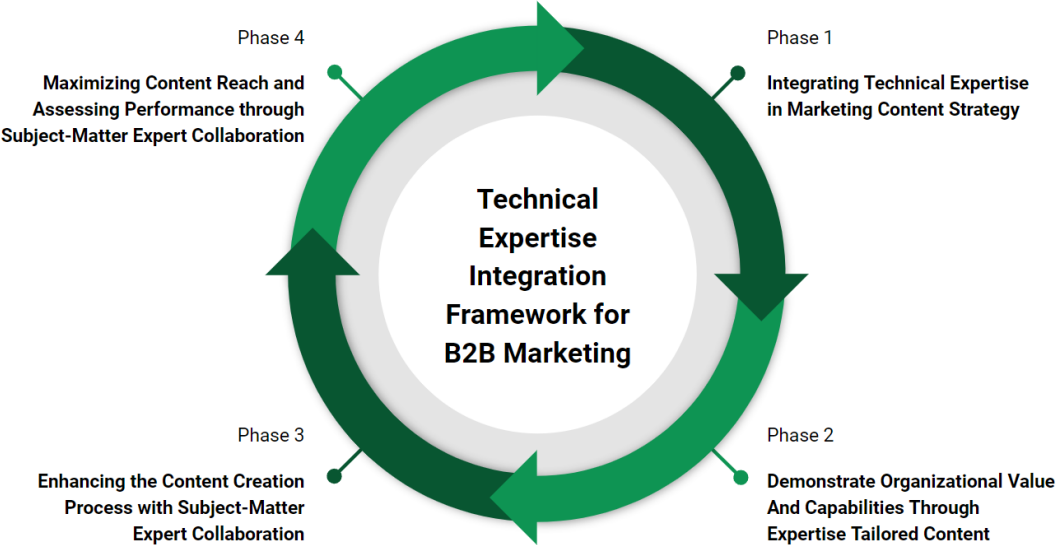 Phase 4
Maximizing Content Reach and
Assessing Performance through
Subject-Matter Expert Collaboration
Phase 1
Integrating Technical Expertise
in Marketing Content Strategy
Technical
Expertise
Integration
Framework for
B2B Marketing
Phase 3
Enhancing the Content Creation
Process with Subject-Matter
Expert Collaboration
Phase 2
Demonstrate Organizational Value
And Capabilities Through
Expertise Tailored Content